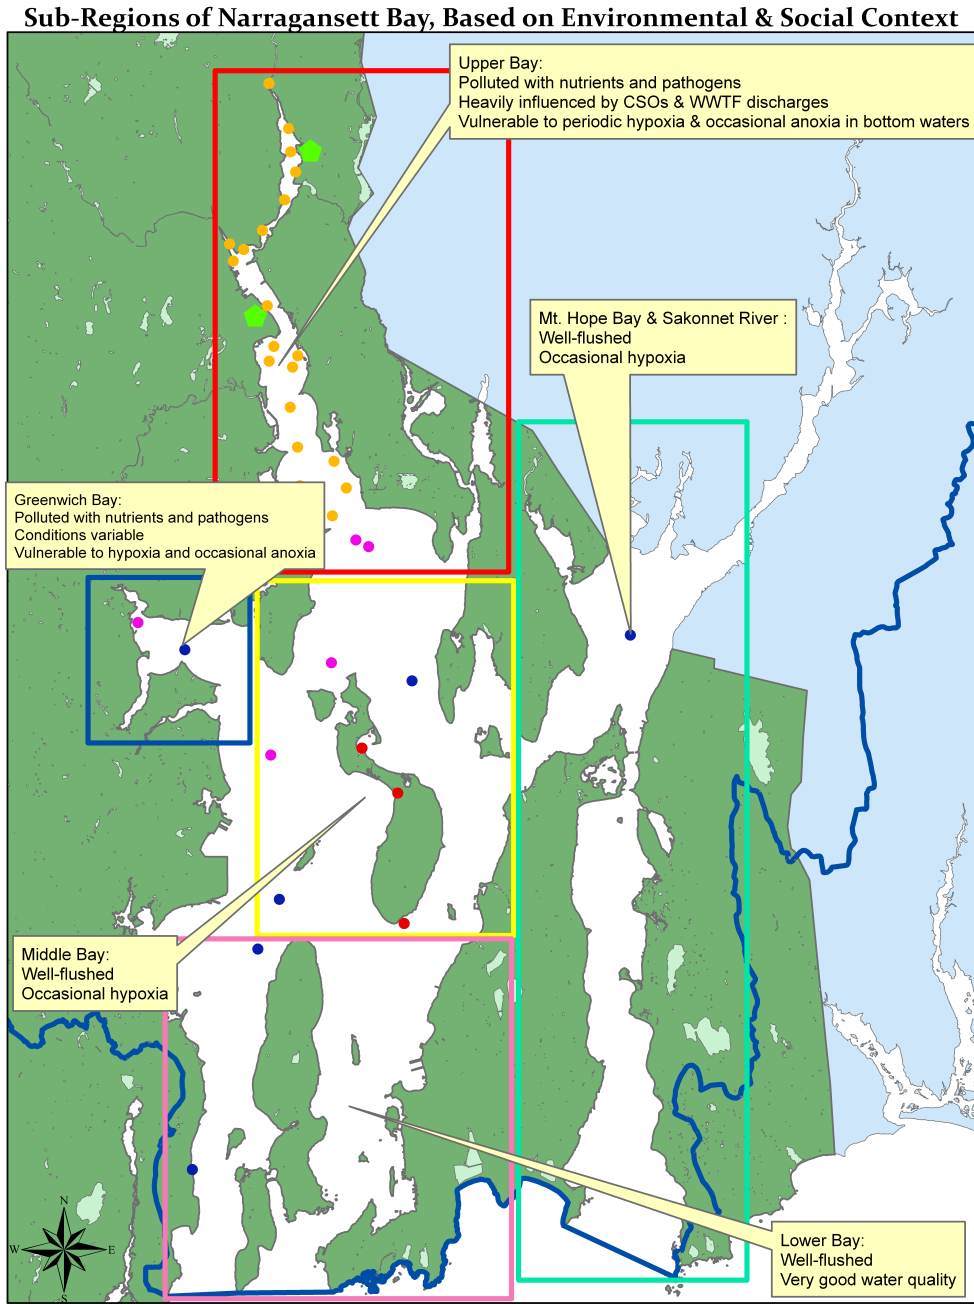 Sub-Regions of Narragansett Bay, Based on Environmental & Social Context
Upper Bay:
Polluted with nutrients and pathogens
Heavily influenced by CSOs & WWTF discharges
Vulnerable to periodic hypoxia & occasional anoxia in bottom waters
Mt. Hope Bay & Sakonnet River :
Well-flushed
Occasional hypoxia
Greenwich Bay:
Polluted with nutrients and pathogens
Conditions variable
Vulnerable to hypoxia and occasional anoxia
Middle Bay:
Well-flushed
Occasional hypoxia
Lower Bay:
Well-flushed
Very good water quality
N
W
E
S